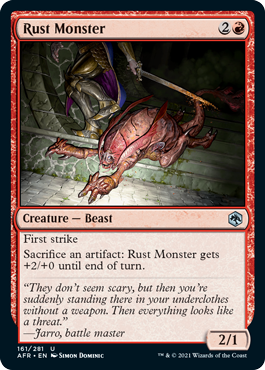 Rust Monster 2
Creature — Beast
First strike
Sacrifice an artifact: Rust Monster gets
+2/+0 until end of turn.
“They don’t seem scary, but then you’re
suddenly standing there in your underclothes
without a weapon. Then everything looks like
a threat.”
—Jarro, battle master
2/1
161/281 U
AFR • EN SIMON DOMINIC
™ & © 2021 Wizards of the Coast